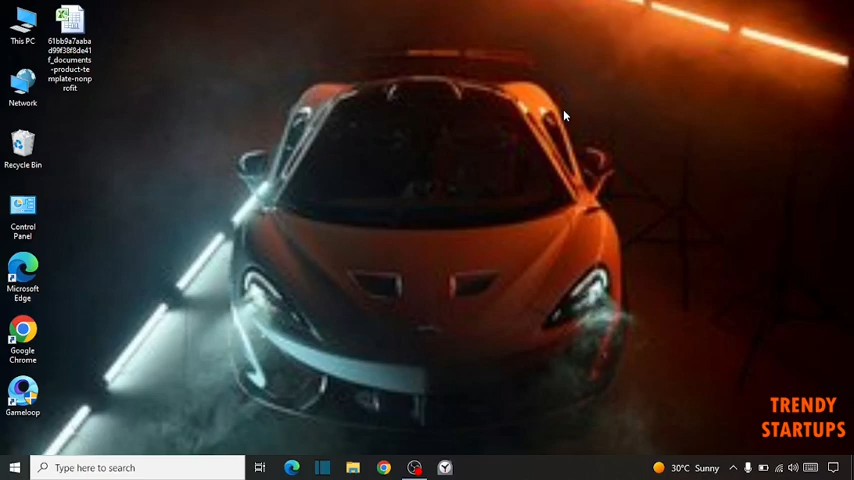 This PC
61bb9a7aaba
d99f38f8de41
f_documents
-product-te
mplate-nonp
rofit
Network
Recycle Bin
Control
Panel
Microsoft
Edge
Google
Chrome
Gameloop
TRENDY
STARTUPS
Type here to search
30°C Sunny